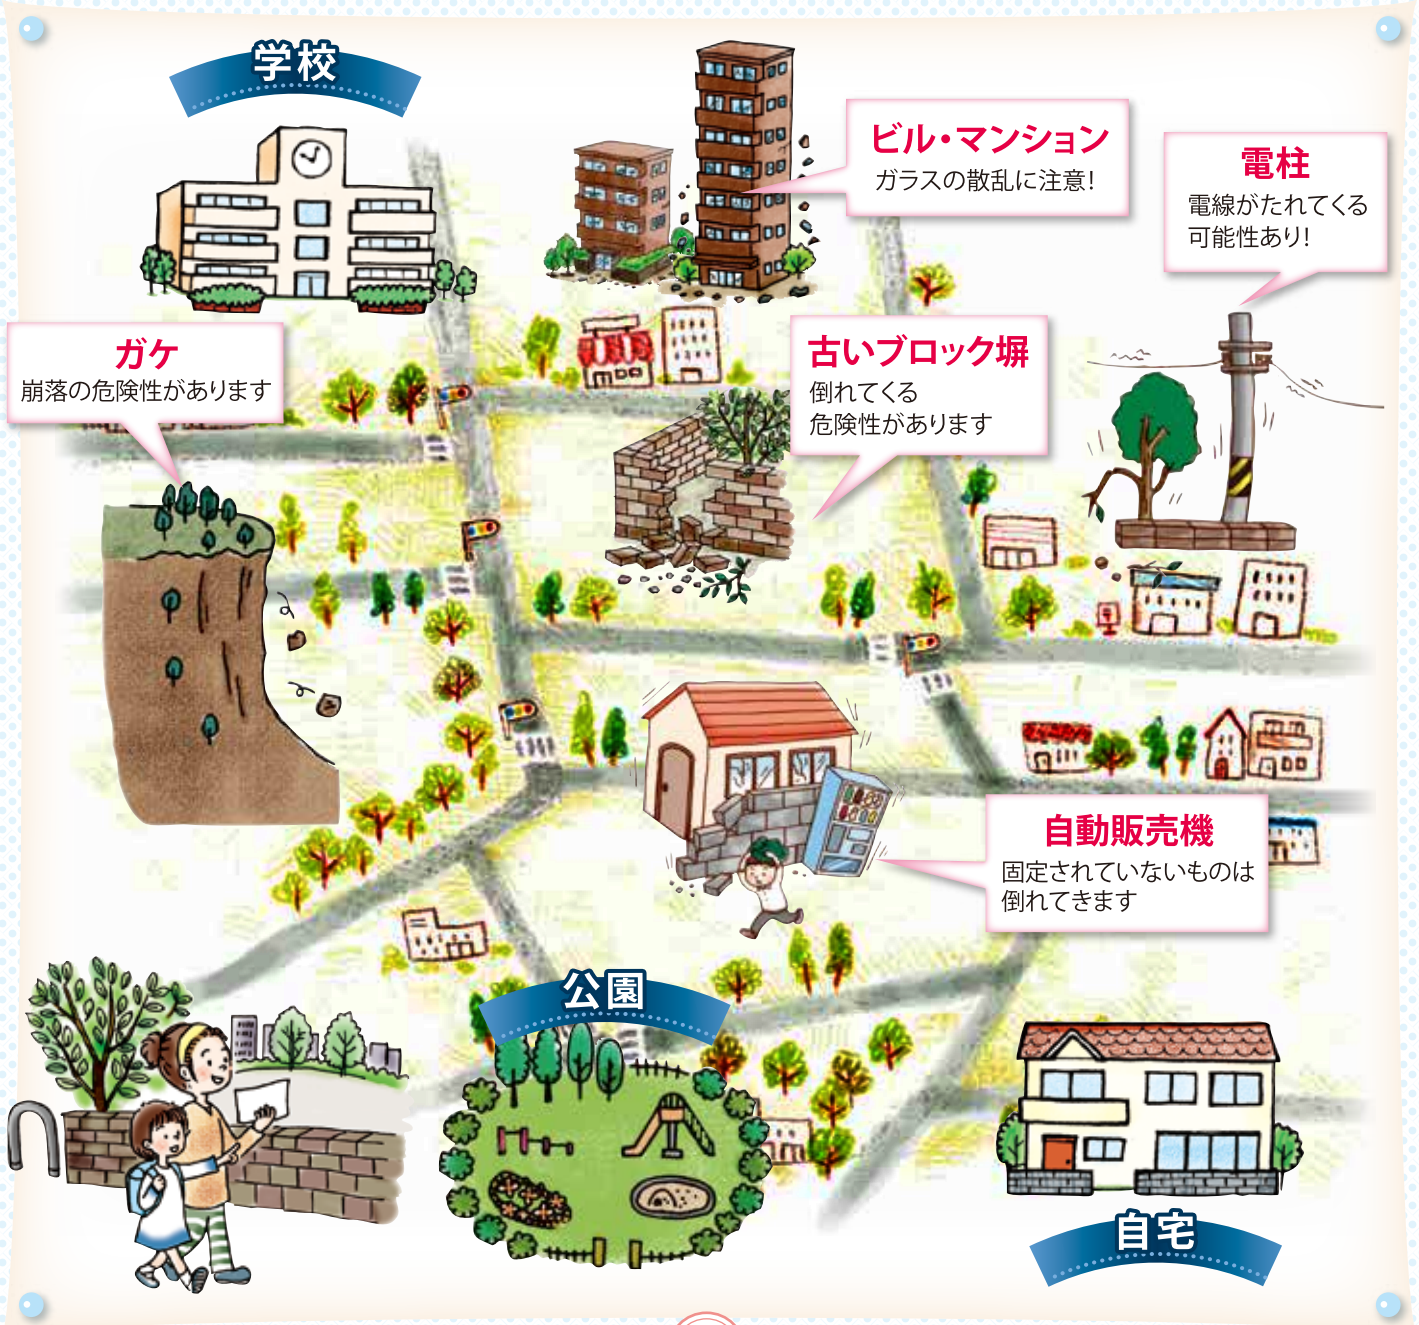 学校
ビル・マンション
ガラスの散乱に注意!
電柱
電線がたれてくる
可能性あり!
ガケ
崩落の危険性があります
古いブロック塀
倒れてくる
危険性があります
自動販売機
固定されていないものは
倒れてきます
公園
自宅